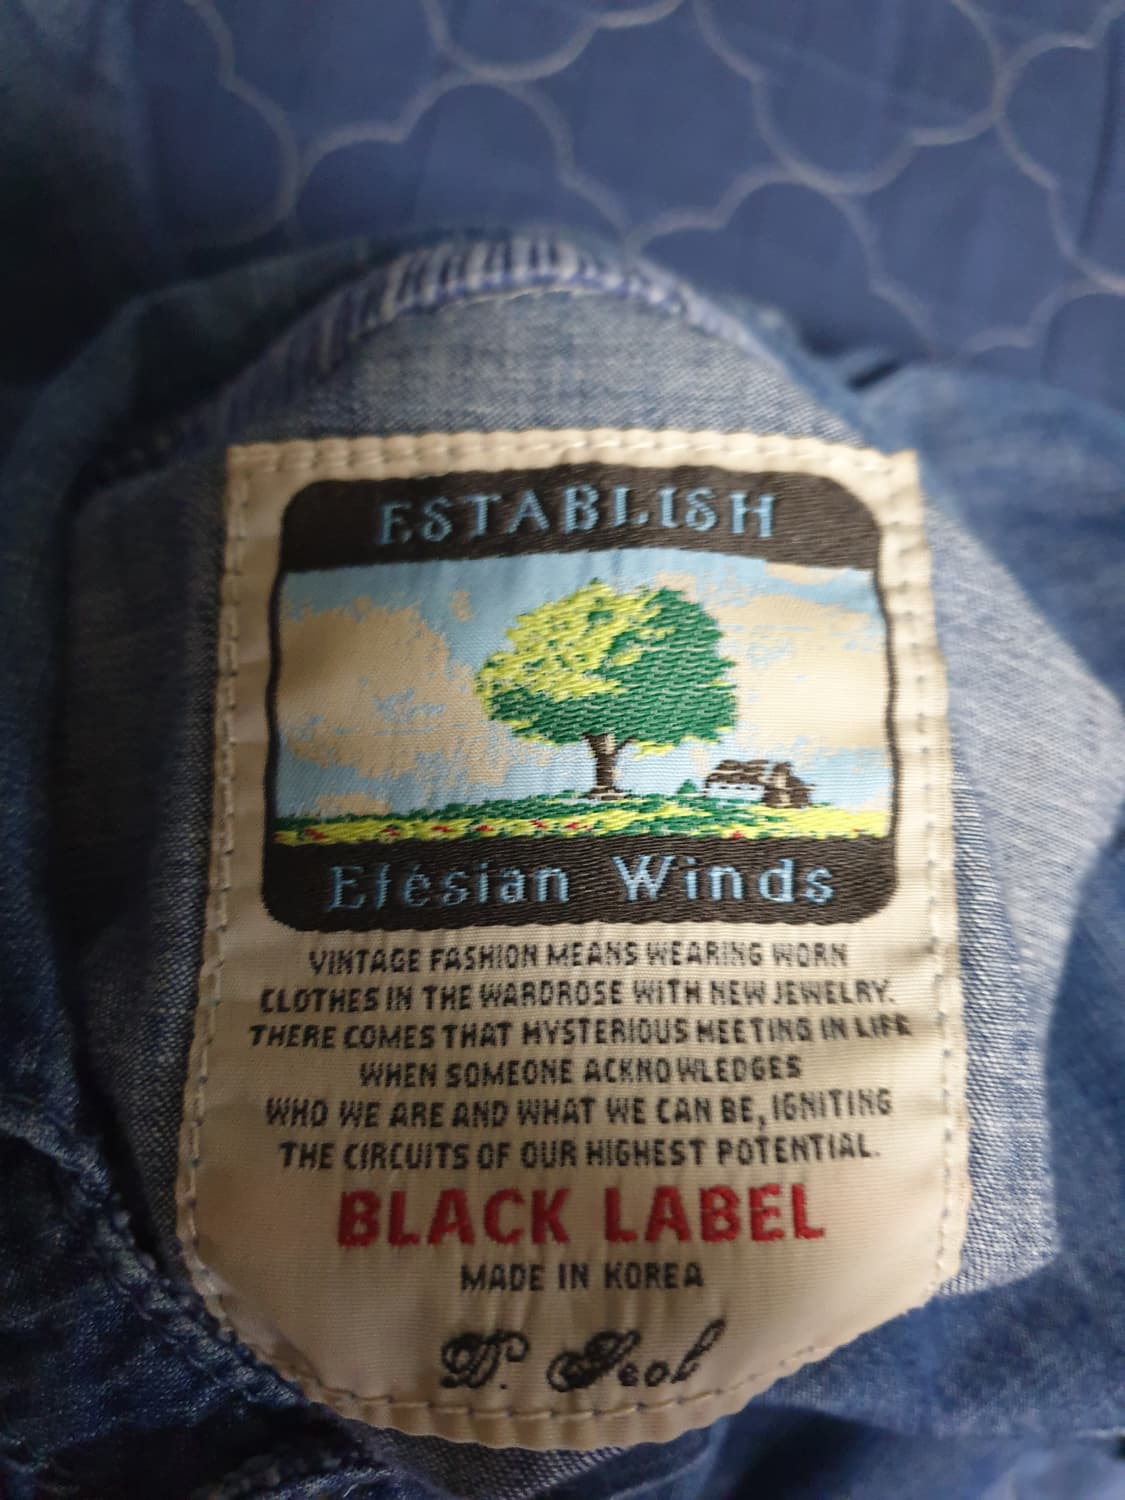 ESTABLISH
Etésian Winds
VINTAGE FASHION MEANS WEARING WORN
CLOTHES IN THE WARDROSE WITH NEW JEWELRY.
THERE COMES THAT MYSTERIOUS MEETING IN LIFE
WHEN SOMEONE ACKNOWLEDGES
WHO WE ARE AND WHAT WE CAN BE, IGNITING
THE CIRCUITS OF OUR HIGHEST POTENTIAL.
BLACK LABEL
MADE IN KOREA
D. Seol